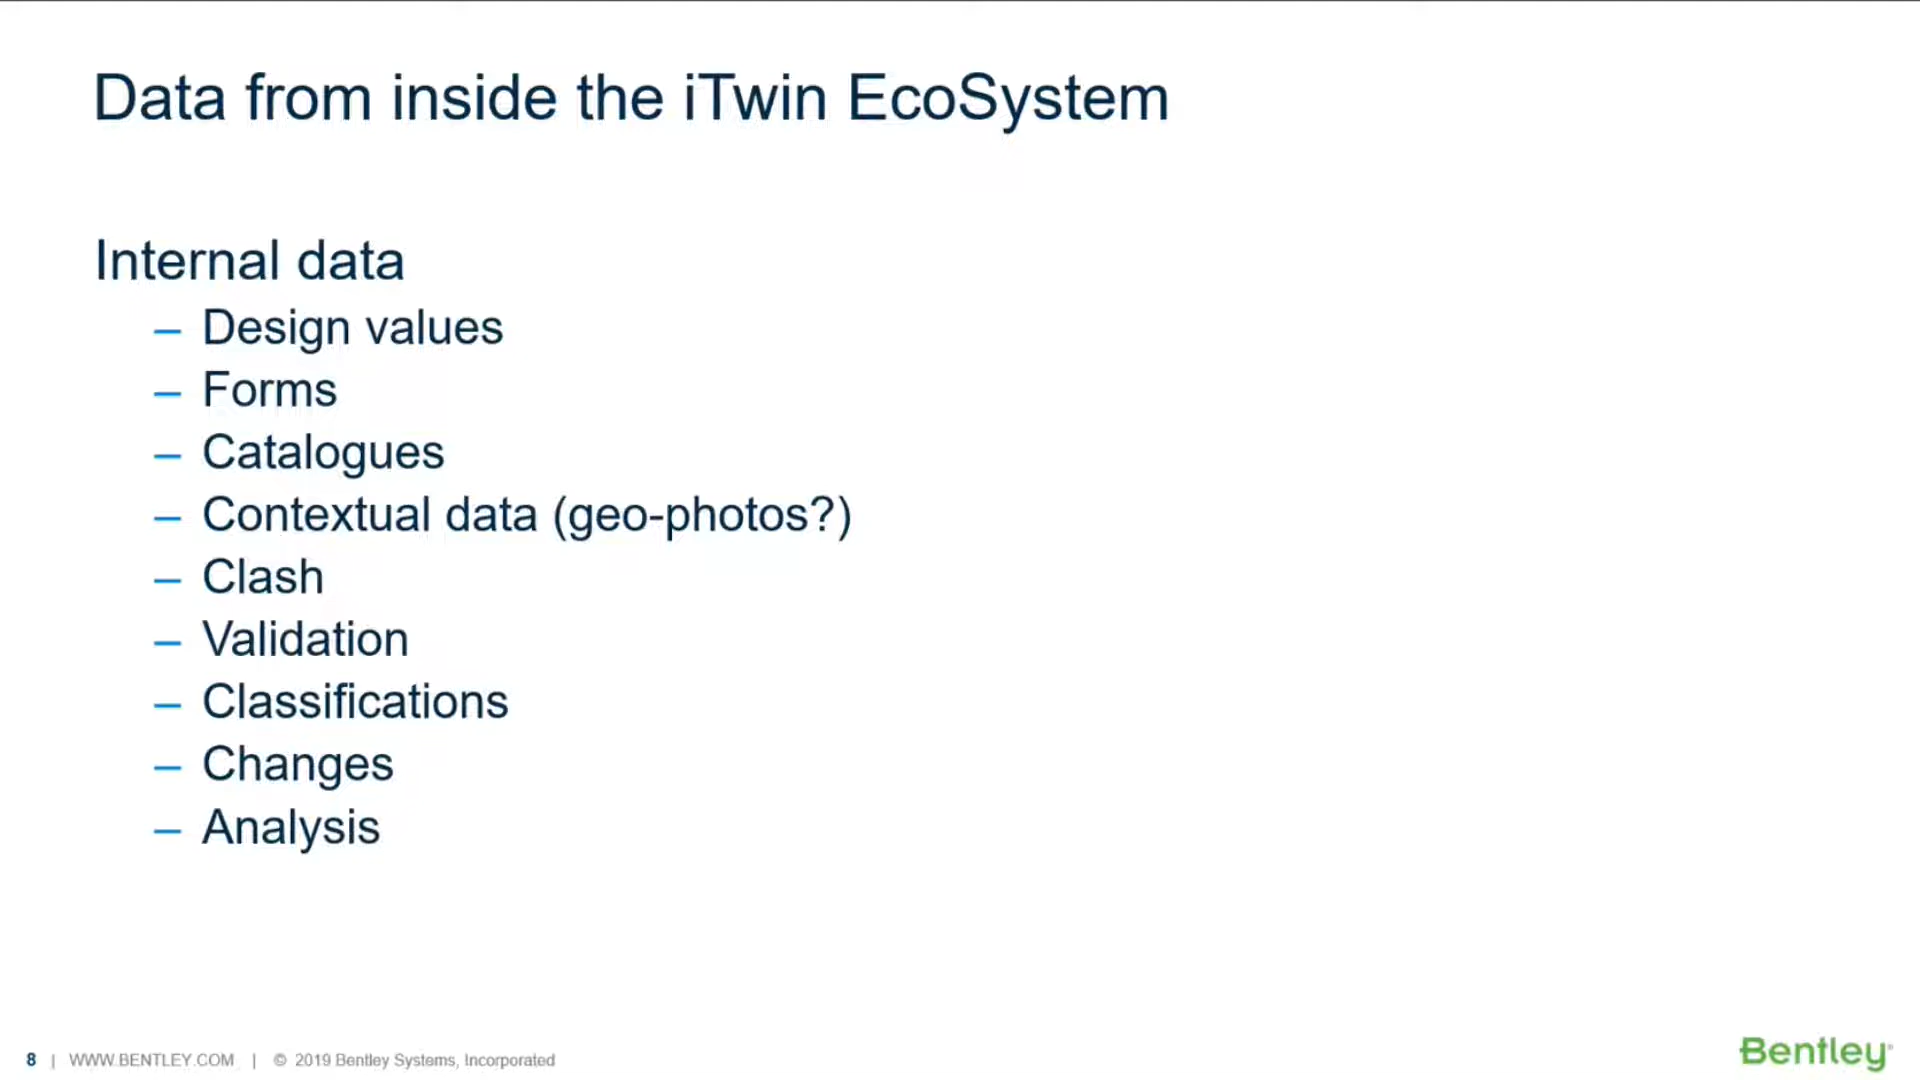 Data from inside the iTwin EcoSystem
Internal data
– Design values
– Forms
– Catalogues
– Contextual data (geo-photos?)
– Clash
– Validation
– Classifications
– Changes
– Analysis
8 | WWW.BENTLEY.COM | © 2019 Bentley Systems, Incorporated
Bentley®